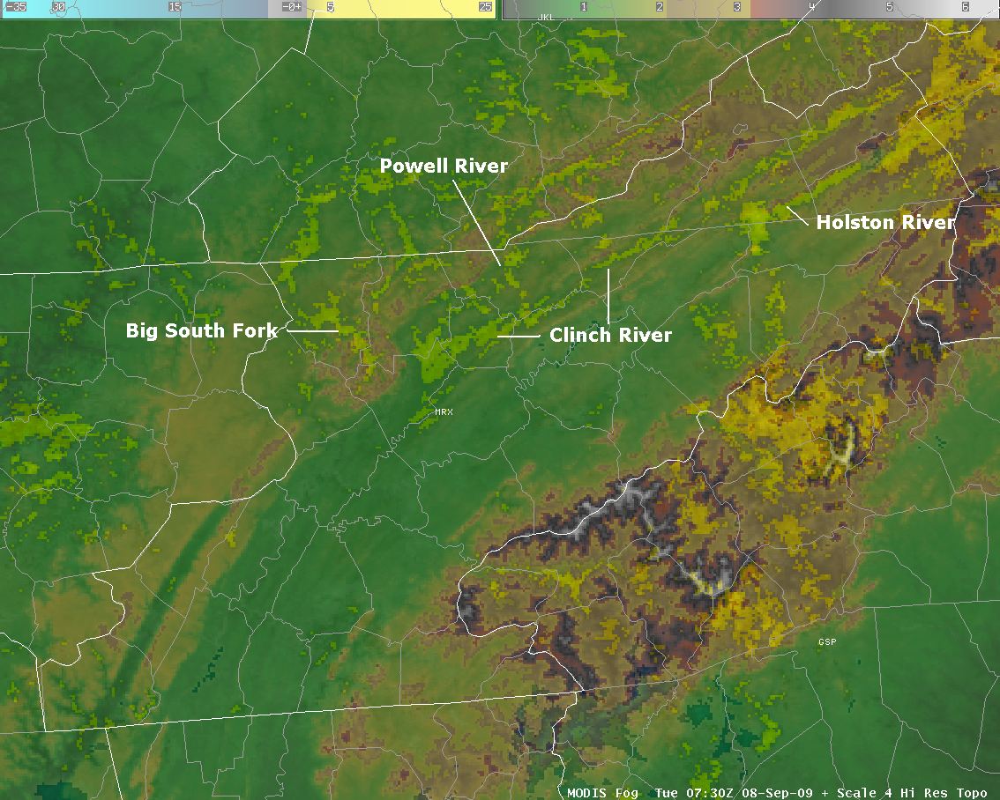 -35 30 15 -0+ 5 25 1 2 3 4 5 6
JKL
Powell River
Holston River
Big South Fork
Clinch River
MRX
GSP
MODIS Fog Tue 07:30Z 08-Sep-09 + Scale 4 Hi Res Topo